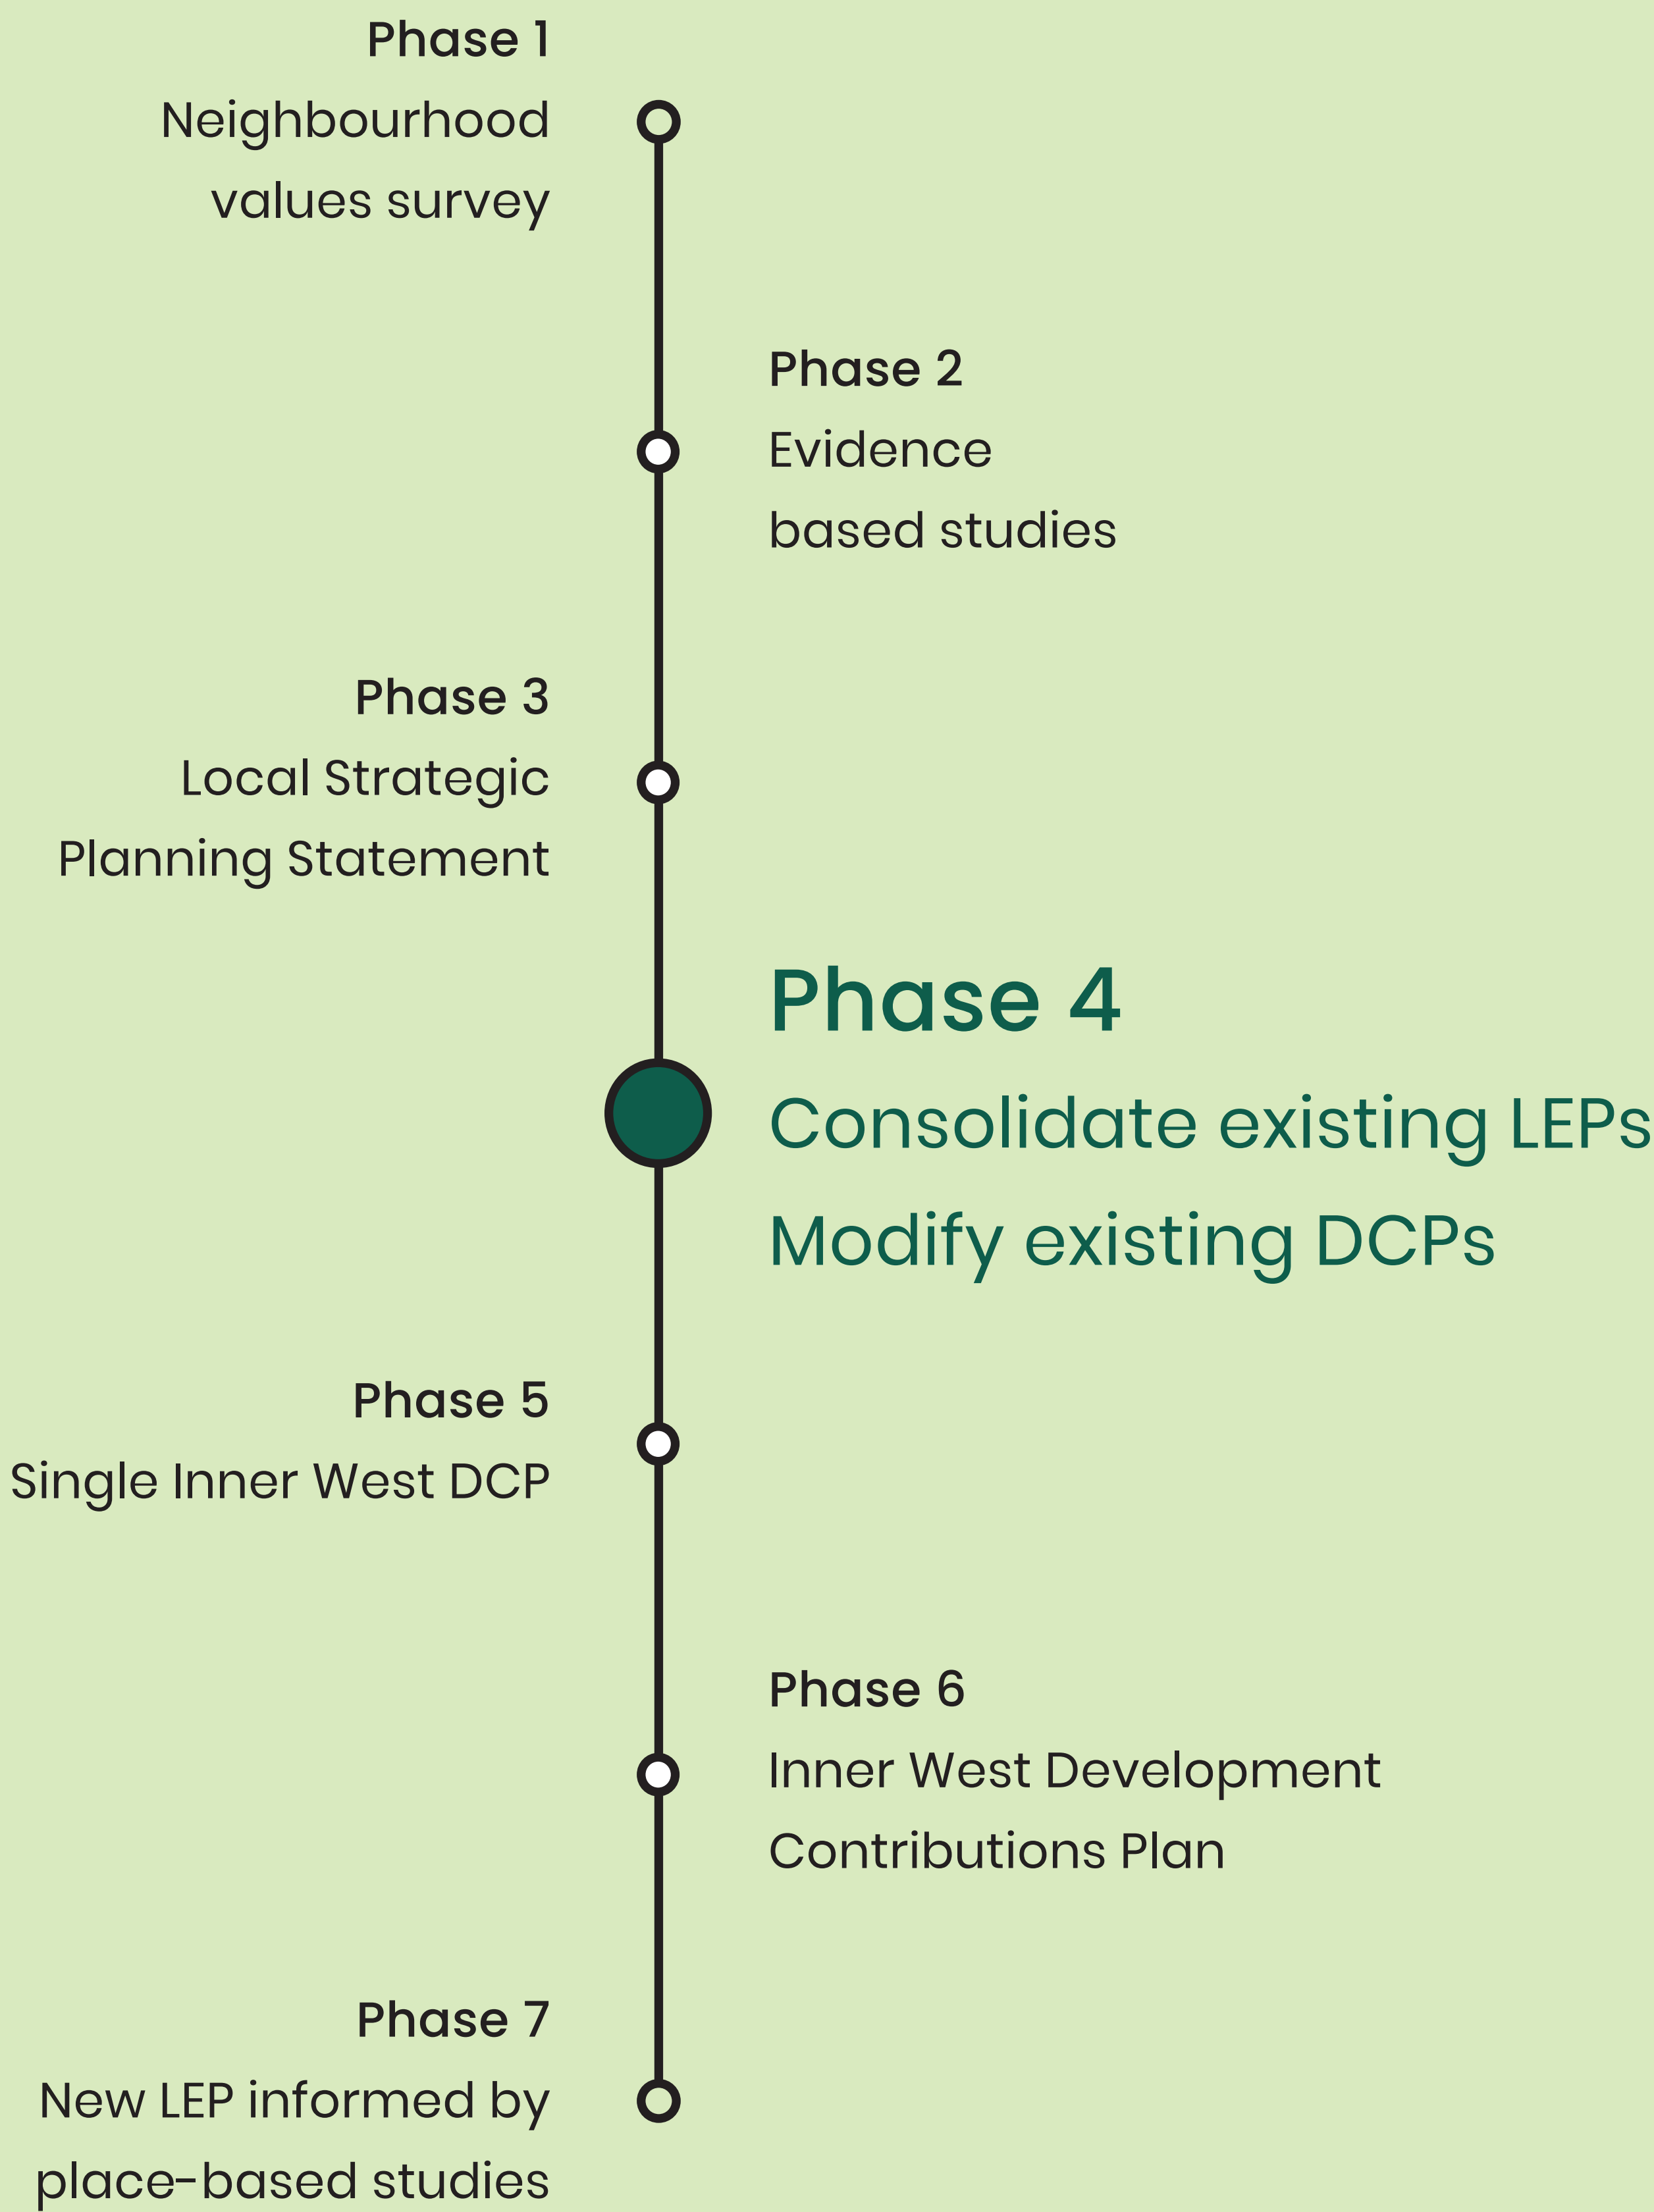 Phase 1
Neighbourhood
values survey
Phase 2
Evidence
based studies
Phase 3
Local Strategic
Planning Statement
Phase 4
Consolidate existing LEPs
Modify existing DCPs
Phase 5
Single Inner West DCP
Phase 6
Inner West Development
Contributions Plan
Phase 7
New LEP informed by
place-based studies